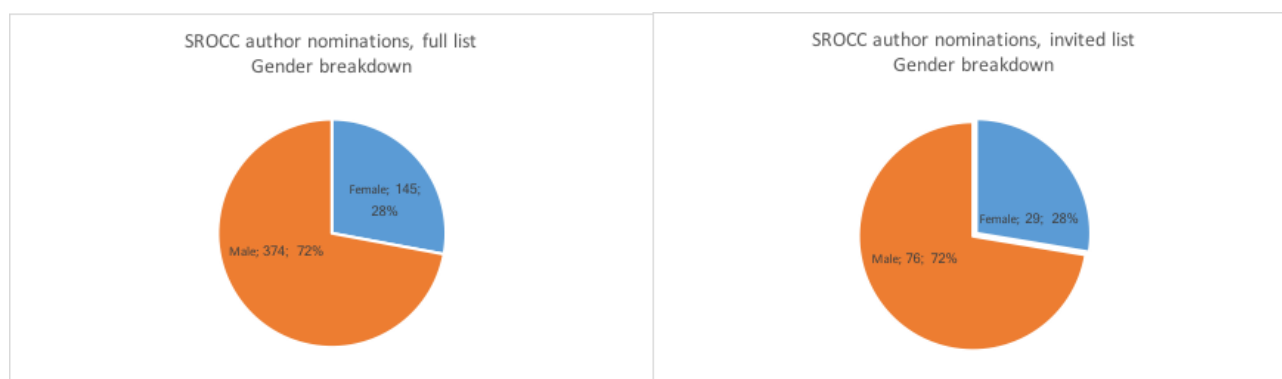 SROCC author nominations, full list
Gender breakdown
Female; 145;
28%
Male; 374; 72%
SROCC author nominations, invited list
Gender breakdown
Female; 29; 28%
Male; 76; 72%